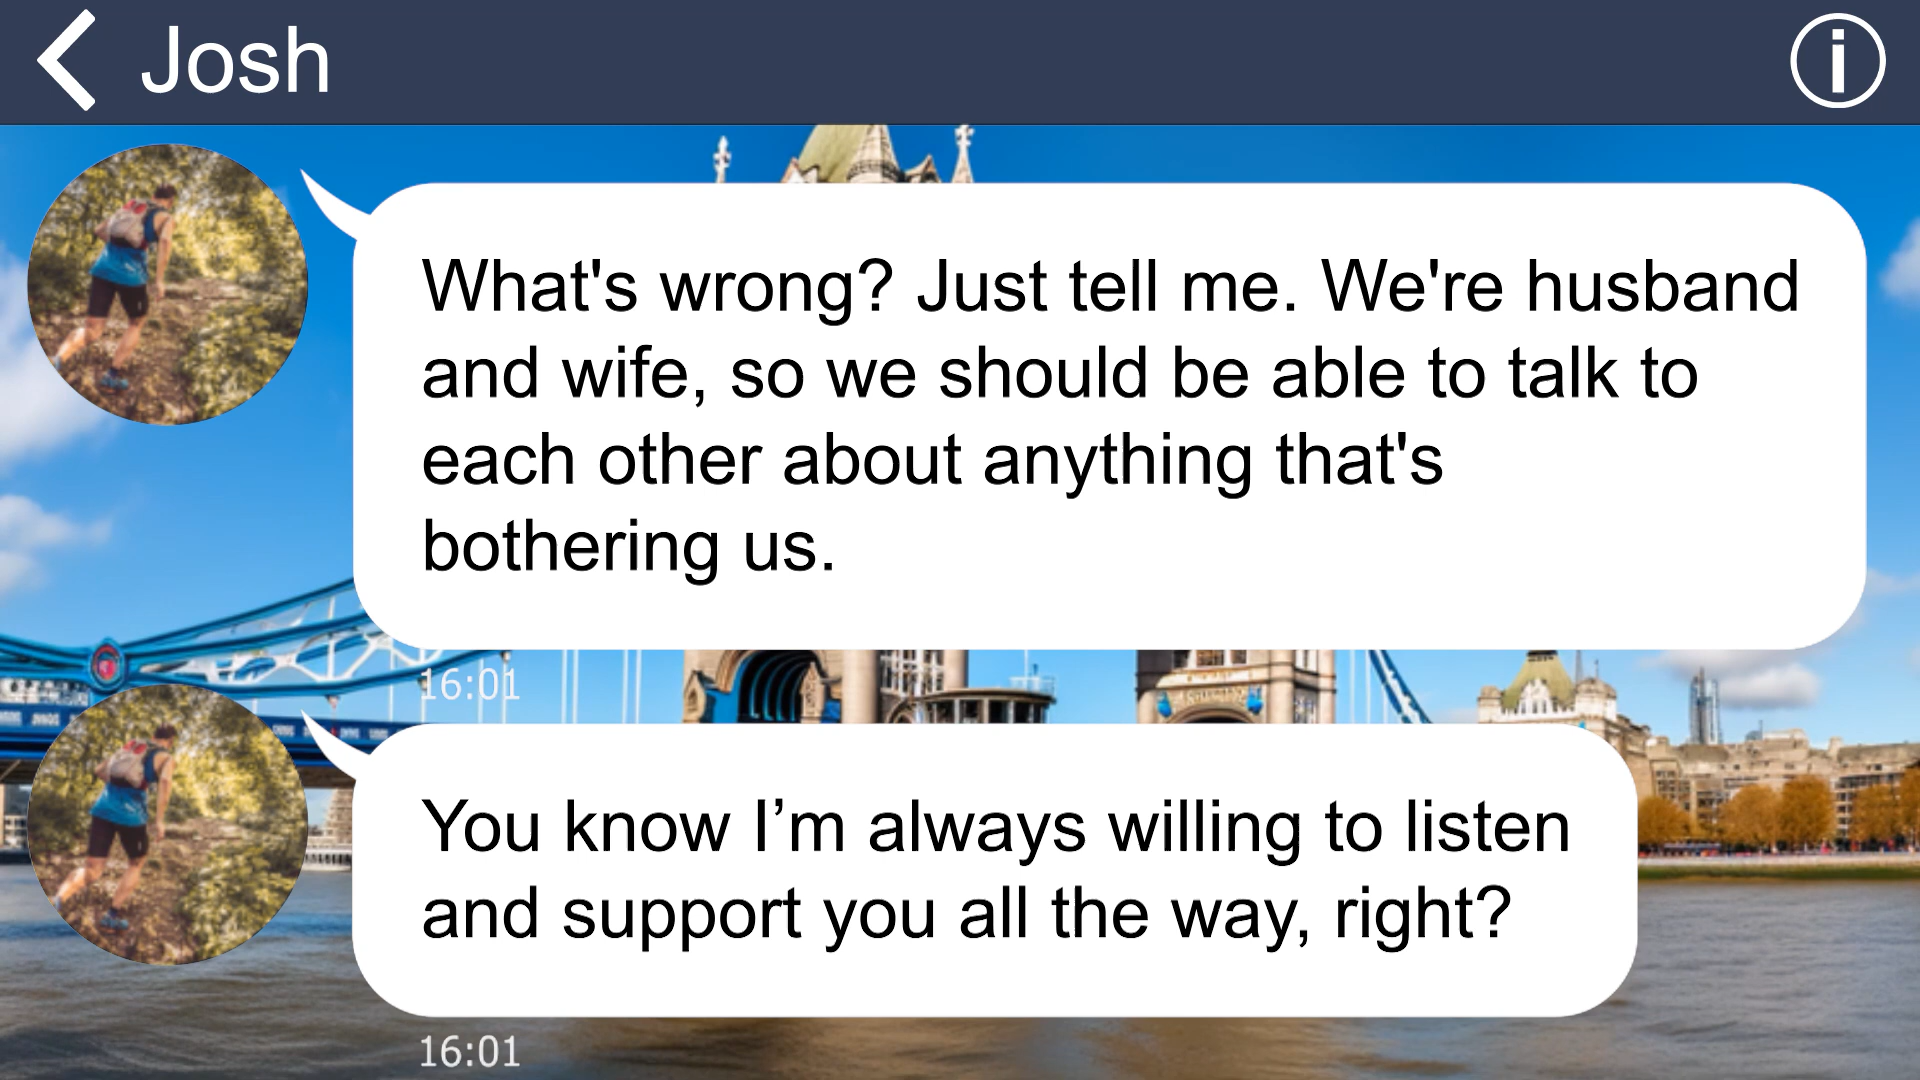 Josh
What's wrong? Just tell me. We're husband
and wife, so we should be able to talk to
each other about anything that's
bothering us.
16:01
You know I’m always willing to listen
and support you all the way, right?
16:01